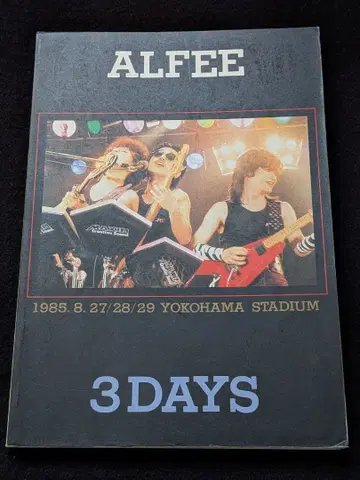 ALFEE
1985. 8. 27/28/29 YOKOHAMA STADIUM
3 DAYS